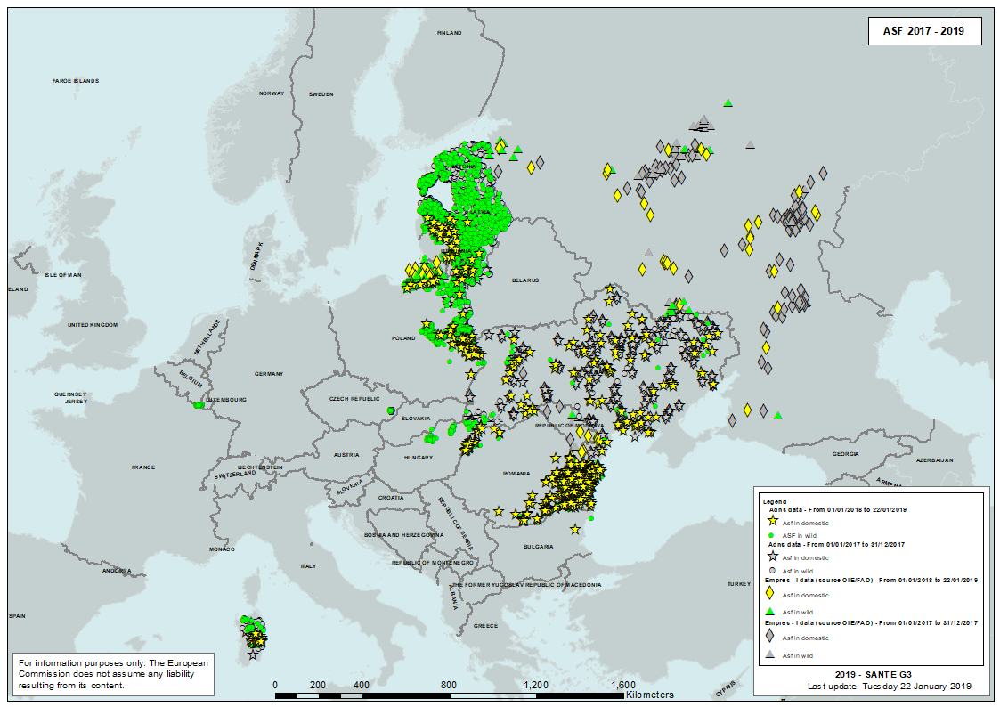 ASF 2017 - 2019
FINLAND
FAROE ISLANDS
NORWAY
SWEDEN
ESTONIA
LATVIA
DENMARK
ISLE OF MAN
BELARUS
ELAND
UNITED KINGDOM
NETHERLANDS
POLAND
BELGIUM
GERMANY
GUERNSEY
JERSEY
LUXEMBOURG
CZECH REPUBLIC
SLOVAKIA
REPUBLIC OF MOLDOVA
AUSTRIA
HUNGARY
FRANCE
LIECHTENSTEIN
SWITZERLAND
ROMANIA
GEORGIA
AZERBAIJAN
SLOVENIA
CROATIA
REPUBLIC OF SERBIA
BOSNIA AND HERZEGOVINA
BULGARIA
MONACO
ANDORRA
ITALY
REPUBLIC OF MONTENEGRO
THE FORMER YUGOSLAV REPUBLIC OF MACEDONIA
ALBANIA
TURKEY
SPAIN
GREECE
CYPRUS
Legend
Adns data - From 01/01/2018 to 22/01/2019
Asf in domestic
ASF in wild
Adns data - From 01/01/2017 to 31/12/2017
Asf in domestic
Asf in wild
Empres - I data (source OIE/FAO) - From 01/01/2018 to 22/01/2019
Asf in domestic
Asf in wild
Empres - I data (source OIE/FAO) - From 01/01/2017 to 31/12/2017
Asf in domestic
Asf in wild
2019 - SANTE G3
Last update: Tuesday 22 January 2019
For information purposes only. The European
Commission does not assume any liability
resulting from its content.
0 200 400 800 1,200 1,600
Kilometers